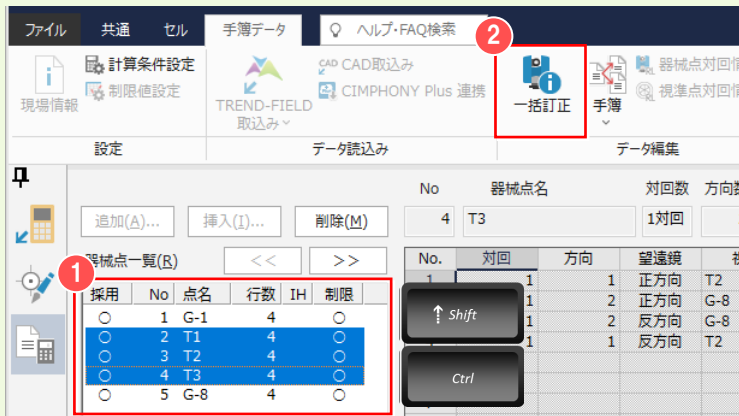 ファイル 共通 セル 手簿データ ヘルプ・FAQ検索
2
現場情報 計算条件設定 制限値設定
TREND-FIELD 取込み CAD CAD取込み CIMPHONY Plus 連携
一括訂正 手簿 器械点対回情 視準点対回情
設定 データ読込み データ編集
No 器械点名 対回数 方向数
追加(A)... 挿入(I)... 削除(M) 4 T3 1対回
器械点一覧(R) << >>
No. 対回 方向 望遠鏡 視
1
採用 No 点名 行数 IH 制限
○ 1 G-1 4 ○
○ 2 T1 4 ○
○ 3 T2 4 ○
○ 4 T3 4 ○
○ 5 G-8 4 ○
1 1 1 正方向 T2
1 2 正方向 G-8
1 2 反方向 G-8
1 1 反方向 T2
Shift
Ctrl